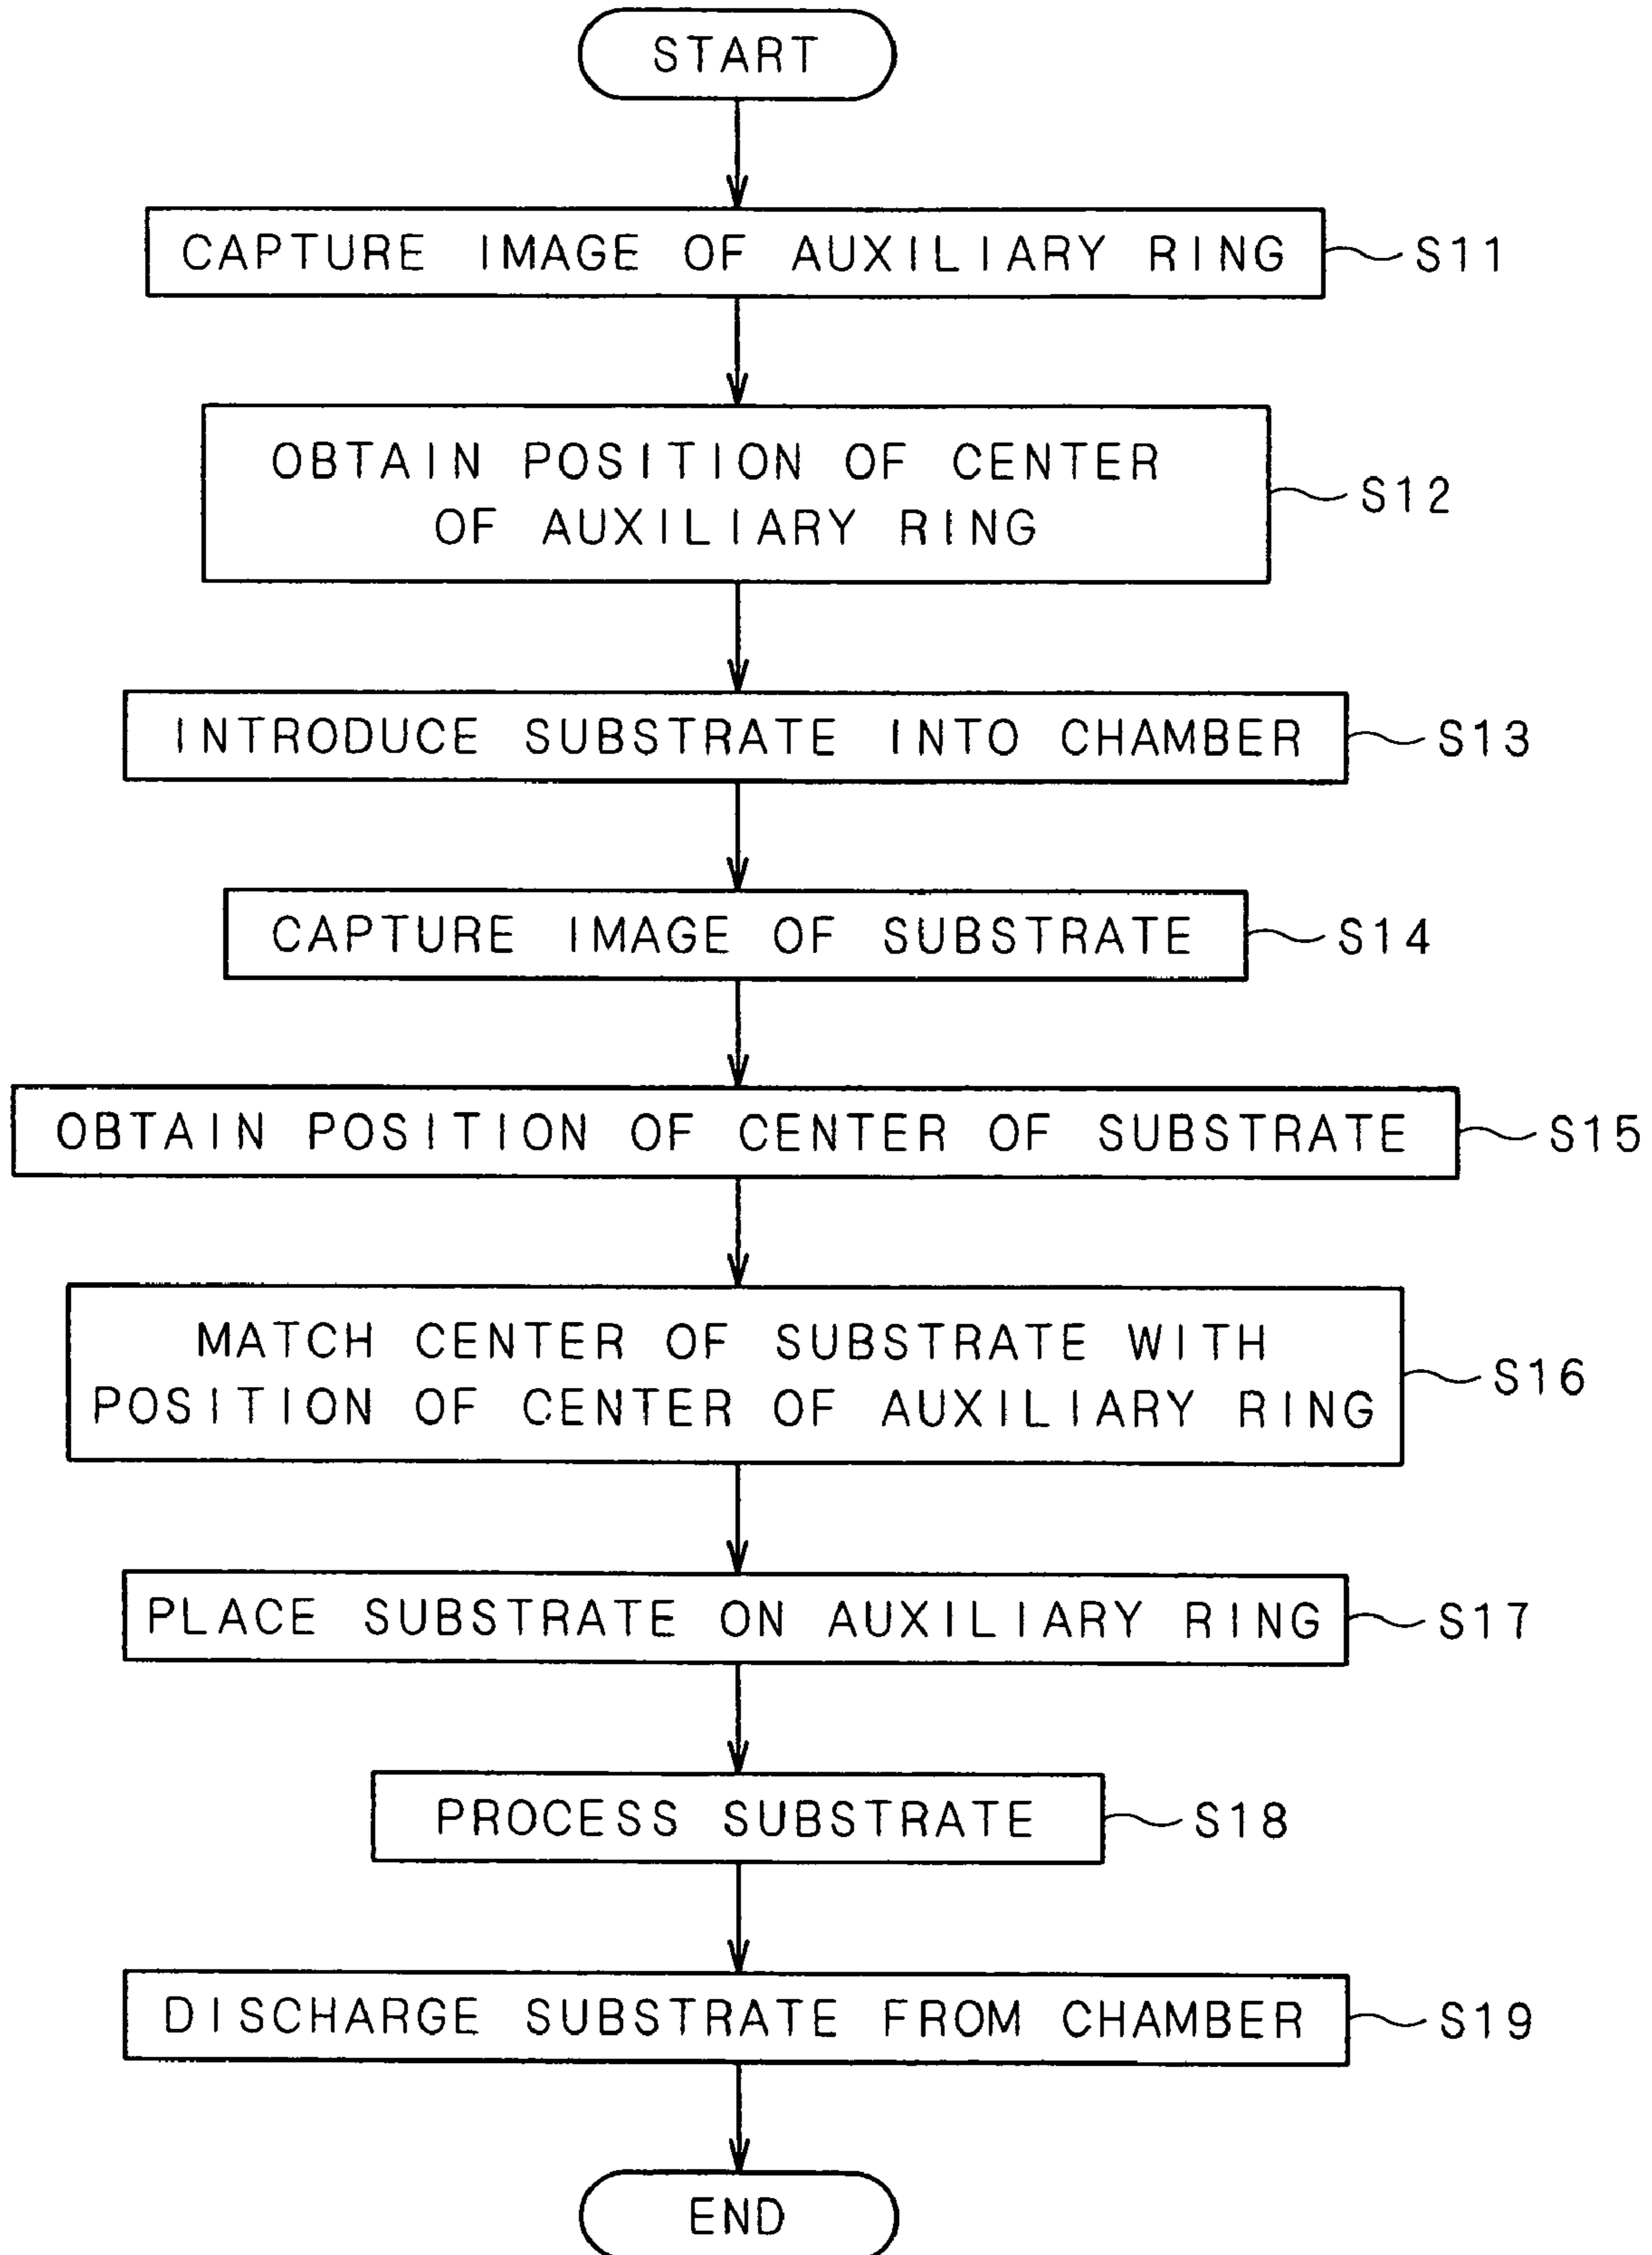 START
CAPTURE IMAGE OF AUXILIARY RING
S11
OBTAIN POSITION OF CENTER
OF AUXILIARY RING
S12
INTRODUCE SUBSTRATE INTO CHAMBER
S13
CAPTURE IMAGE OF SUBSTRATE
S14
OBTAIN POSITION OF CENTER OF SUBSTRATE
S15
MATCH CENTER OF SUBSTRATE WITH
POSITION OF CENTER OF AUXILIARY RING
S16
PLACE SUBSTRATE ON AUXILIARY RING
S17
PROCESS SUBSTRATE
S18
DISCHARGE SUBSTRATE FROM CHAMBER
S19
END